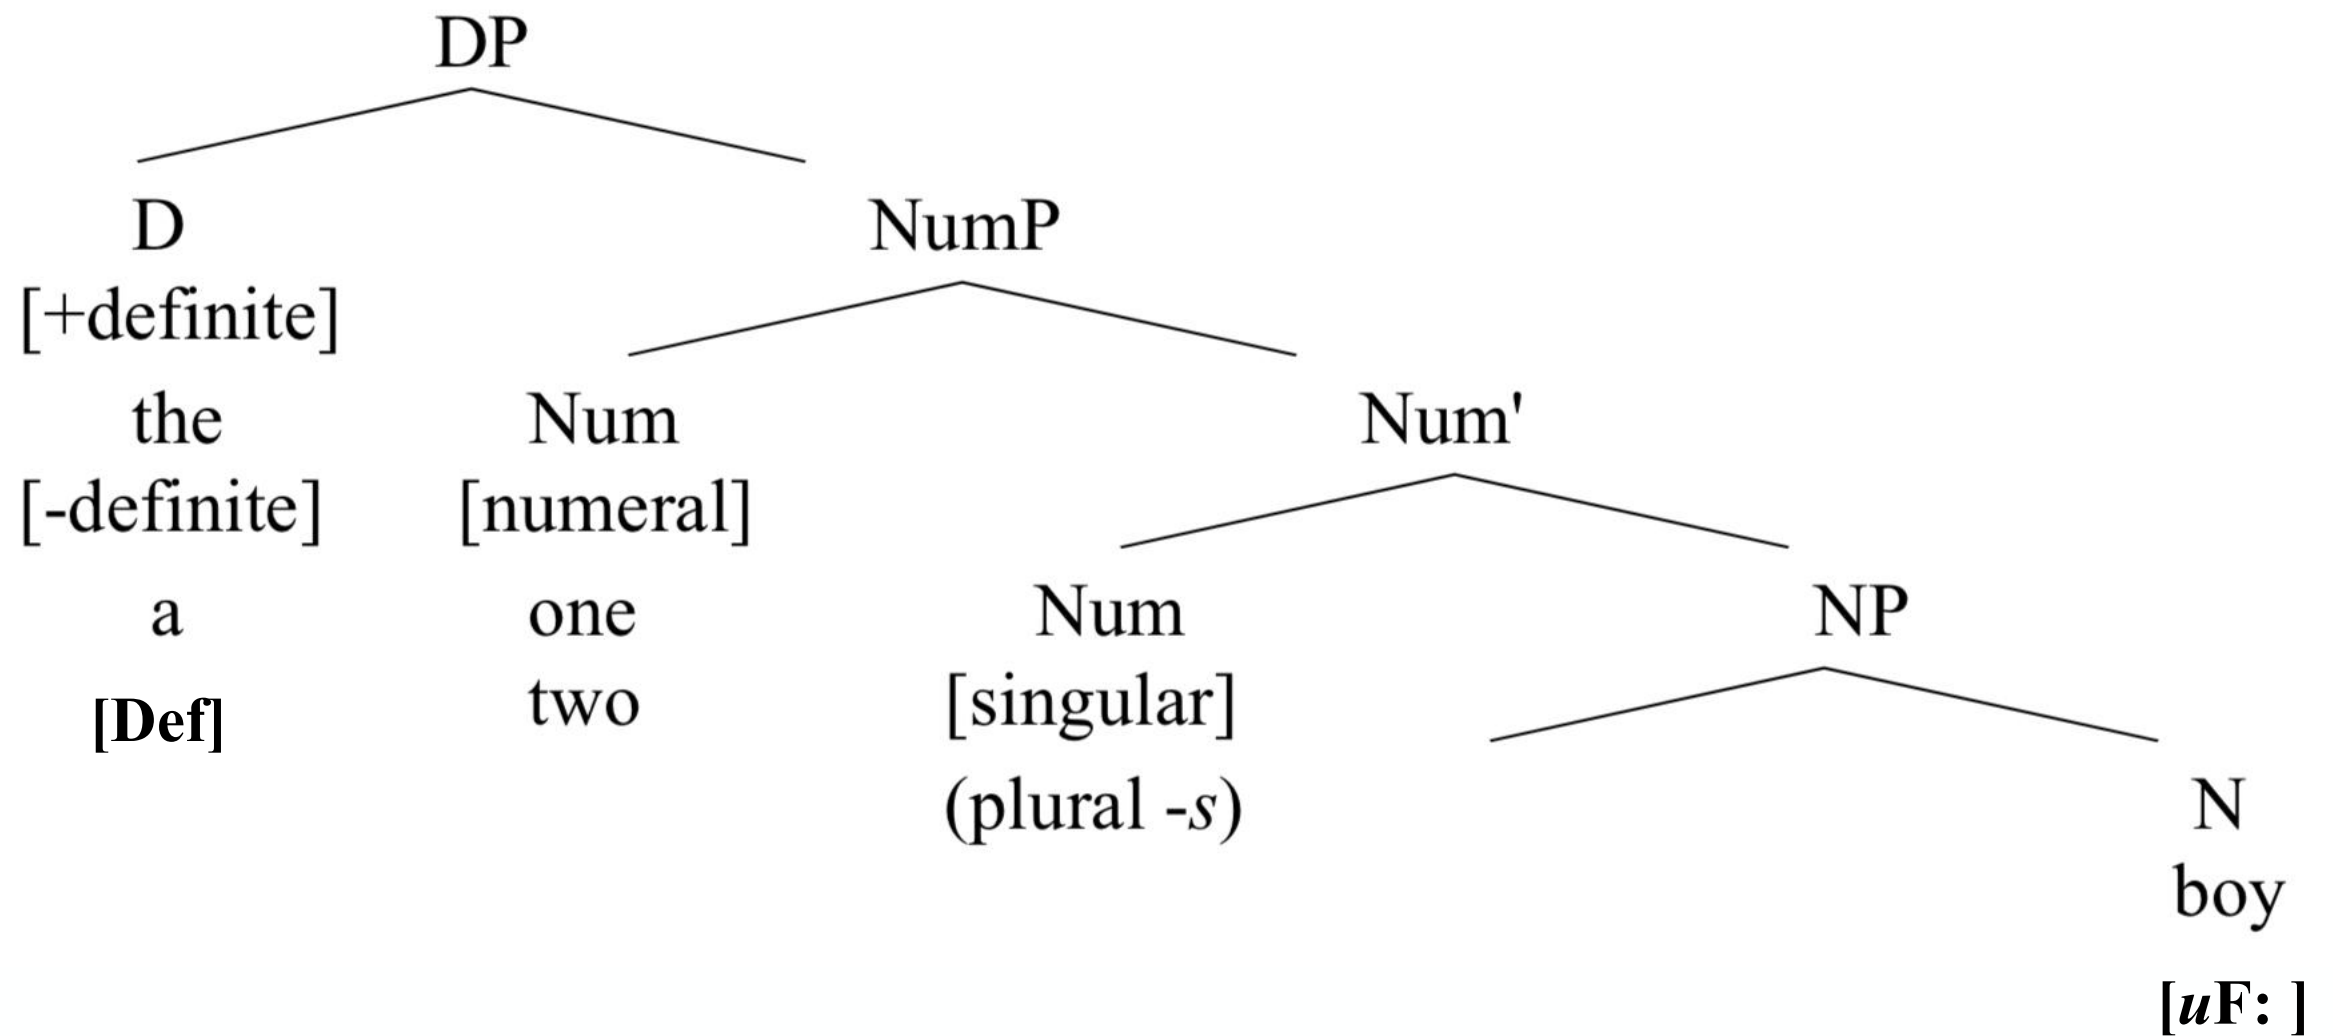 DP
D NumP
[+definite]
the Num Num'
[-definite] [numeral]
a one Num NP
[Def] two [singular]
(plural -s) N
boy
[uF: ]